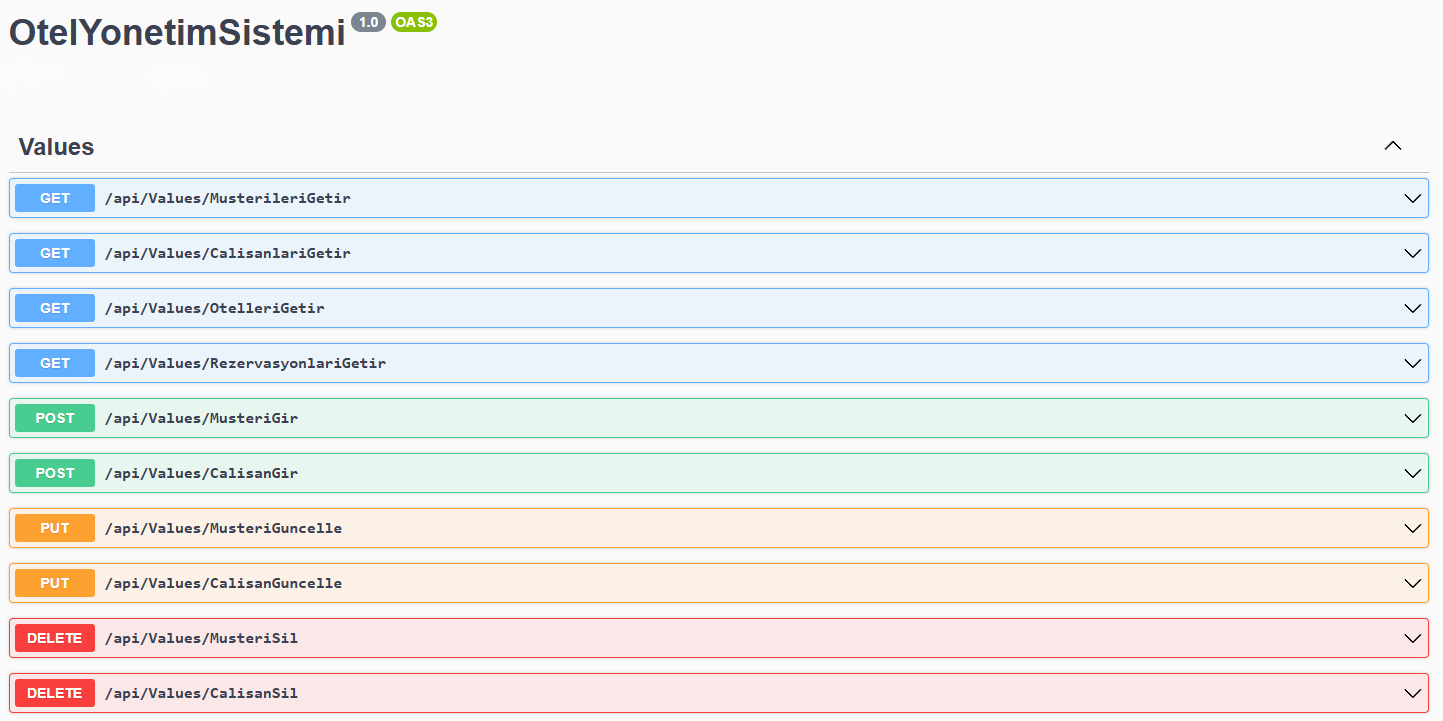 OtelYonetimSistemi 1.0 OAS3
Values
GET /api/Values/MusterileriGetir
GET /api/Values/CalisanlariGetir
GET /api/Values/OtelleriGetir
GET /api/Values/RezervasyonlariGetir
POST /api/Values/MusteriGir
POST /api/Values/CalisanGir
PUT /api/Values/MusteriGuncelle
PUT /api/Values/CalisanGuncelle
DELETE /api/Values/MusteriSil
DELETE /api/Values/CalisanSil